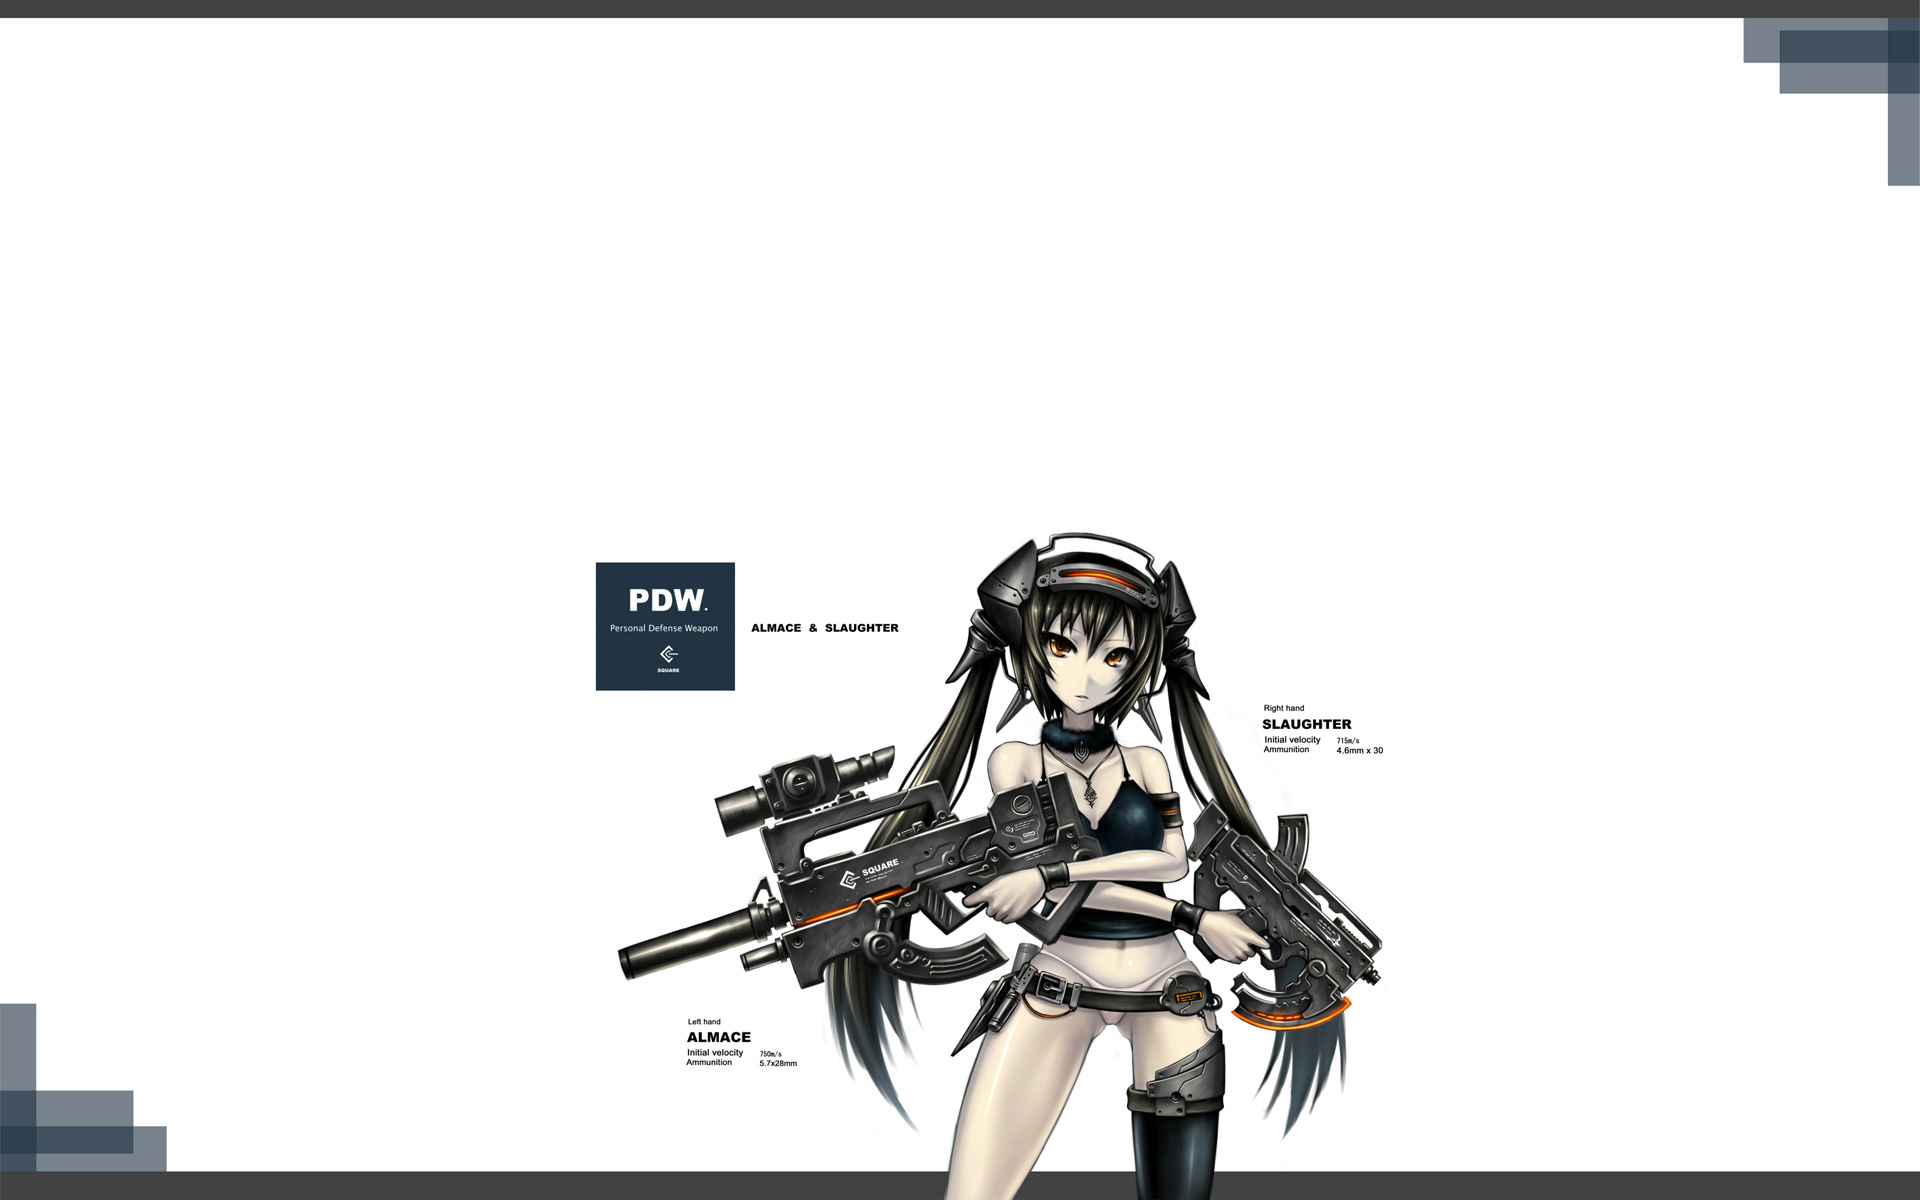 PDW.
Personal Defense Weapon
SQUARE
ALMACE & SLAUGHTER
Right hand
SLAUGHTER
Initial velocity 715m/s
Ammunition 4.6mm x 30
SQUARE
Left hand
ALMACE
Initial velocity 750m/s
Ammunition 5.7x28mm